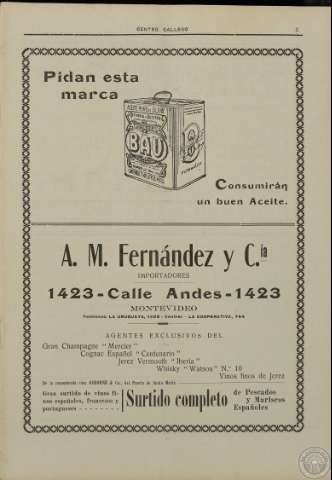 CENTRO GALLEGO
Pidan esta
marca
BAU
Consumirán
un buen Aceite.
A. M. Fernández y C.ía
IMPORTADORES
1423-Calle Andes-1423
MONTEVIDEO
AGENTES EXCLUSIVOS DEL
Gran Champagne "Mercier"
Cognac Español "Centenario"
Jerez Vermouth "Iberia"
Whisky "Watson" N.º 10
Vinos finos de Jerez
Gran surtido de vinos fi-
nos españoles, franceses y
portugueses
Surtido completo
de Pescados
y Mariscos
Españoles